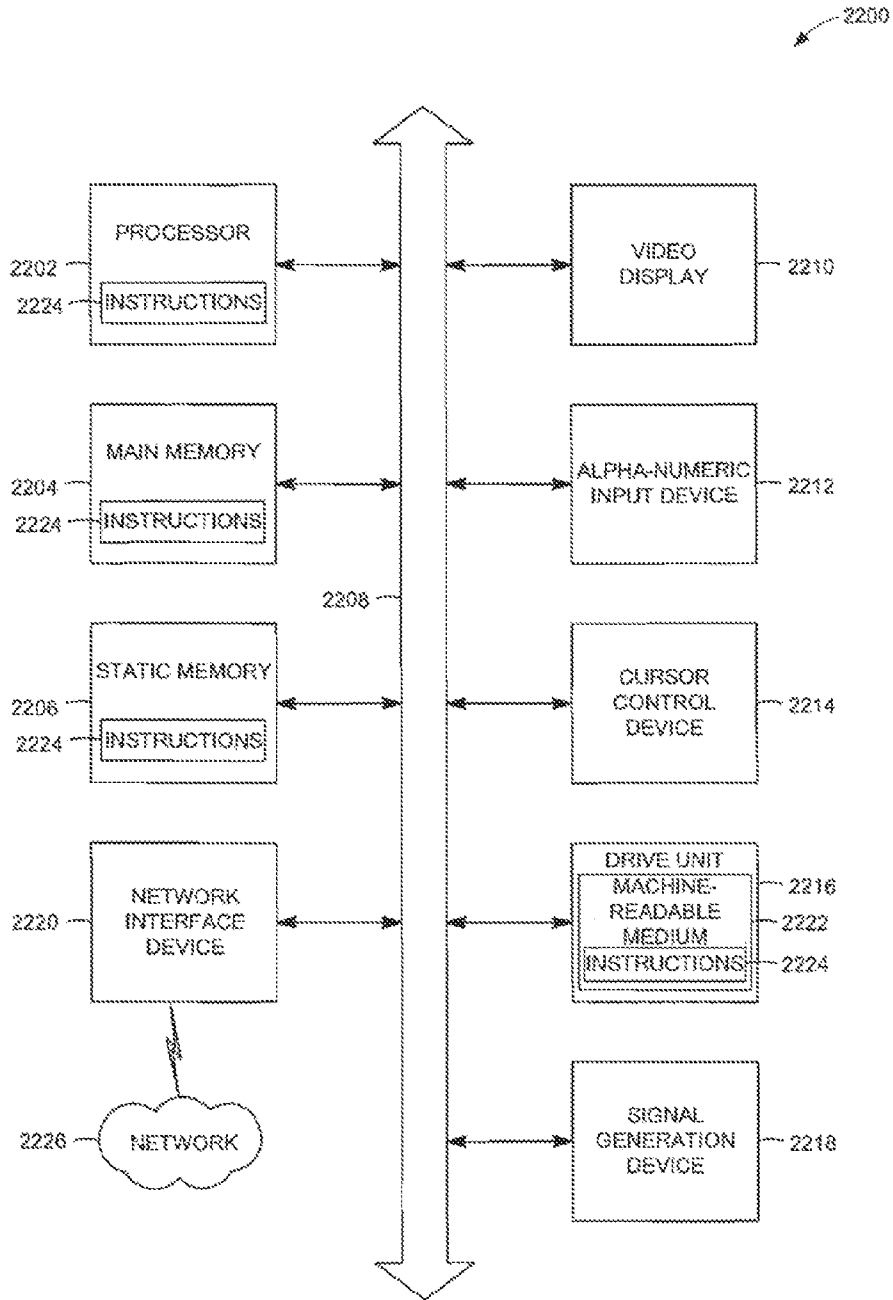 2200
PROCESSOR
2202
2224
INSTRUCTIONS
VIDEO
DISPLAY
2210
MAIN MEMORY
2204
2224
INSTRUCTIONS
ALPHA-NUMERIC
INPUT DEVICE
2212
2208
STATIC MEMORY
2206
2224
INSTRUCTIONS
CURSOR
CONTROL
DEVICE
2214
NETWORK
INTERFACE
DEVICE
2220
DRIVE UNIT
MACHINE-
READABLE
MEDIUM
INSTRUCTIONS
2216
2222
2224
2226
NETWORK
SIGNAL
GENERATION
DEVICE
2218